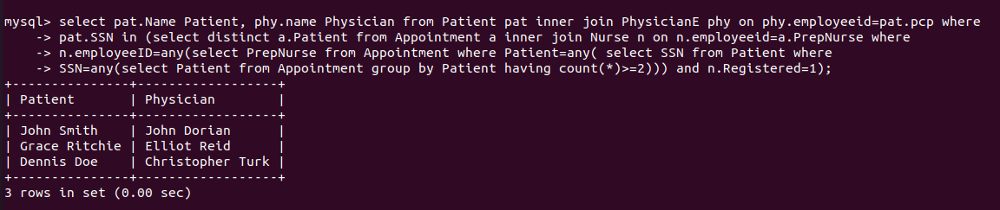 mysql> select pat.Name Patient, phy.name Physician from Patient pat inner join PhysicianE phy on phy.employeeid=pat.pcp where
    -> pat.SSN in (select distinct a.Patient from Appointment a inner join Nurse n on n.employeeid=a.PrepNurse where
    -> n.employeeID=any(select PrepNurse from Appointment where Patient=any( select SSN from Patient where
    -> SSN=any(select Patient from Appointment group by Patient having count(*)>=2))) and n.Registered=1);
+---------------+------------------+
| Patient       | Physician        |
+---------------+------------------+
| John Smith    | John Dorian      |
| Grace Ritchie | Elliot Reid      |
| Dennis Doe    | Christopher Turk |
+---------------+------------------+
3 rows in set (0.00 sec)